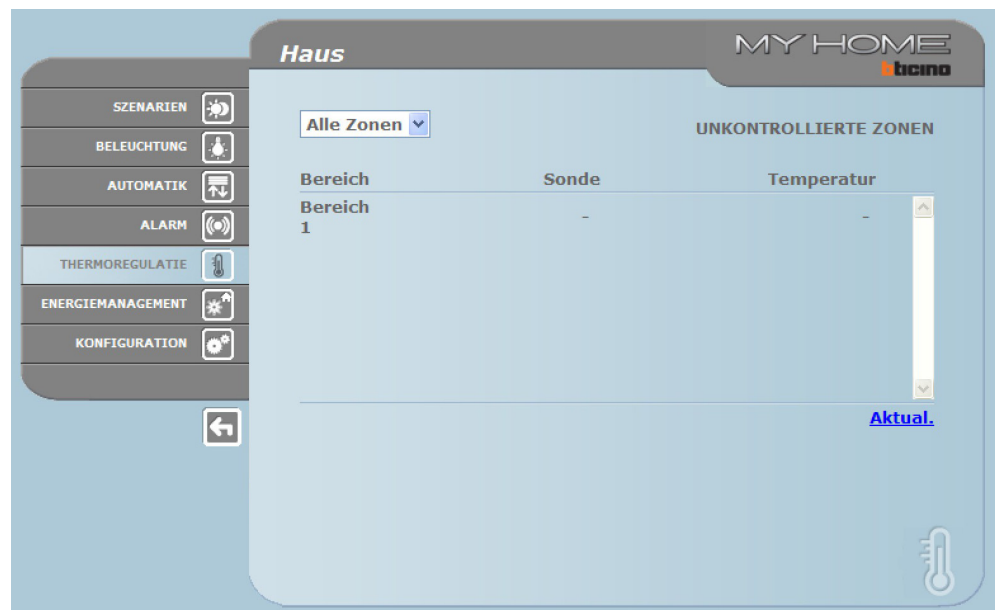 Haus
MY HOME
bticino
SZENARIEN
BELEUCHTUNG
AUTOMATIK
ALARM
THERMOREGULATIE
ENERGIEMANAGEMENT
KONFIGURATION
Alle Zonen
UNKONTROLLIERTE ZONEN
Bereich Sonde Temperatur
Bereich - -
1
Aktual.